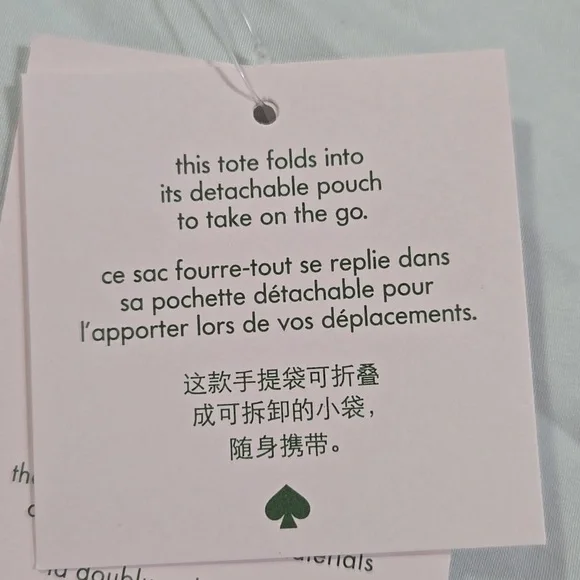 this tote folds into
its detachable pouch
to take on the go.
ce sac fourre-tout se replie dans
sa pochette détachable pour
l'apporter lors de vos déplacements.
这款手提袋可折叠
成可拆卸的小袋，
随身携带。